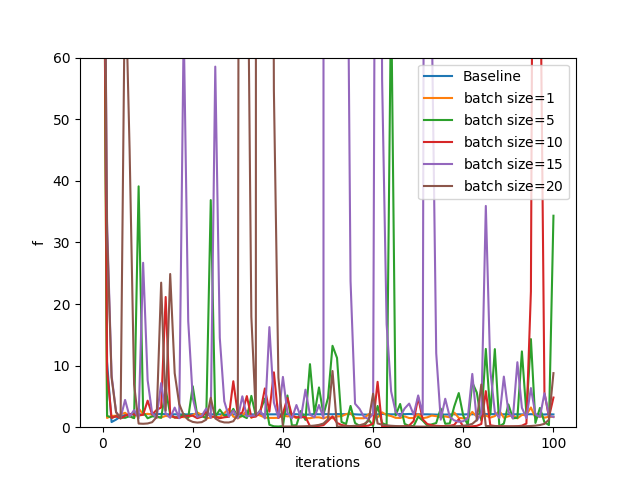 60
50
40
30
20
10
0
f
0 20 40 60 80 100
iterations
Baseline
batch size=1
batch size=5
batch size=10
batch size=15
batch size=20